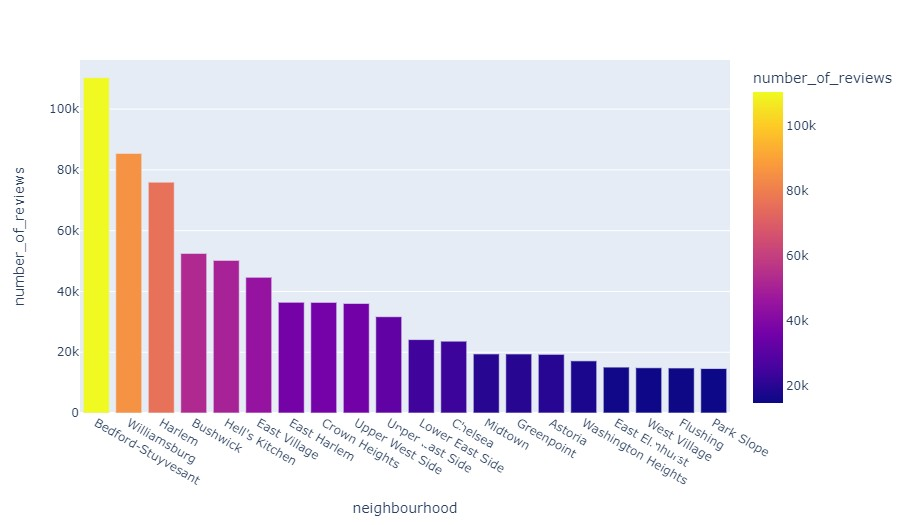 number_of_reviews
100k
80k
60k
40k
20k
0
Bedford-Stuyvesant
Williamsburg
Harlem
Bushwick
Hell's Kitchen
East Village
East Harlem
Crown Heights
Upper West Side
Side
Lower East Side
Chelsea
Midtown
Greenpoint
Astoria
Washington Heights
East
West Village
Flushing
Park Slope
neighbourhood
number_of_reviews
100k
80k
60k
40k
20k